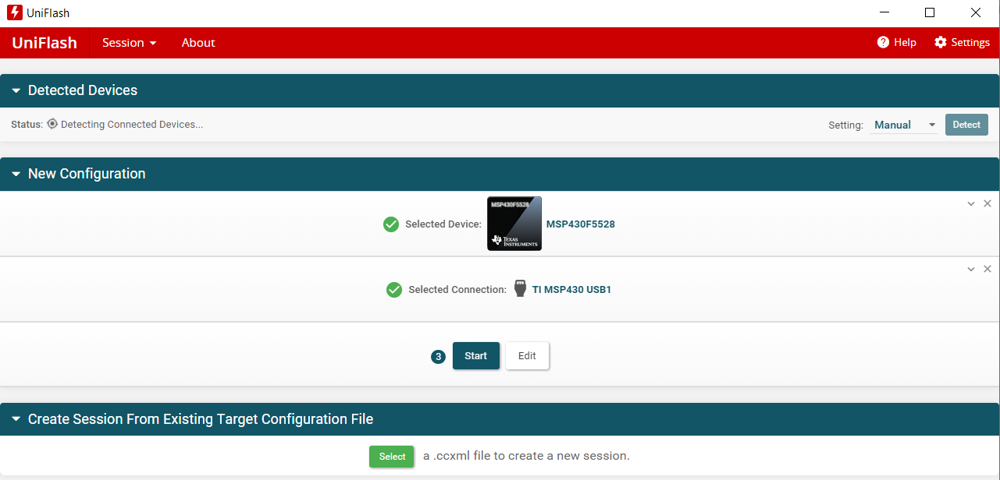 UniFlash
UniFlash Session About Help Settings
Detected Devices
Status: Detecting Connected Devices... Setting: Manual Detect
New Configuration
MSP430F5528
Selected Device: MSP430F5528
TEXAS
INSTRUMENTS
Selected Connection: TI MSP430 USB1
3 Start Edit
Create Session From Existing Target Configuration File
Select a .ccxml file to create a new session.